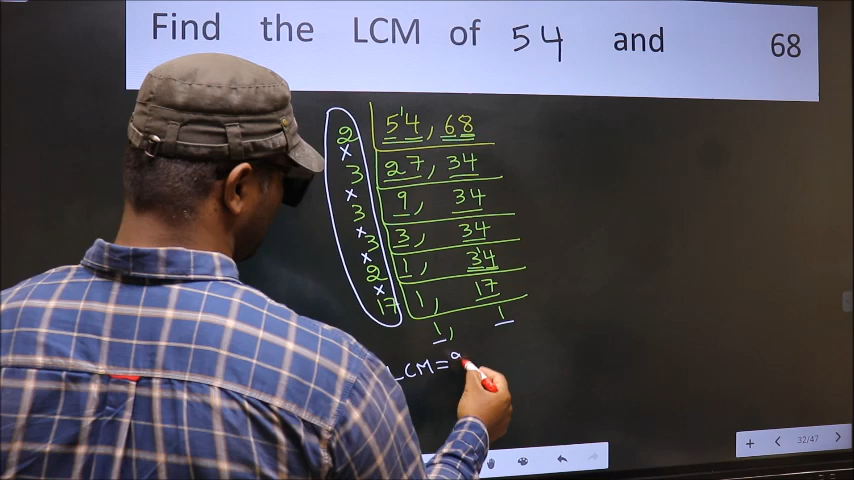 Find the LCM of 54 and 68
2 | 5¹4, 68
× 3 | 27, 34
× 3 | 9, 34
× 3 | 3, 34
× 2 | 1, 34
× 17 | 1, 17
1, 1
LCM =
32/47